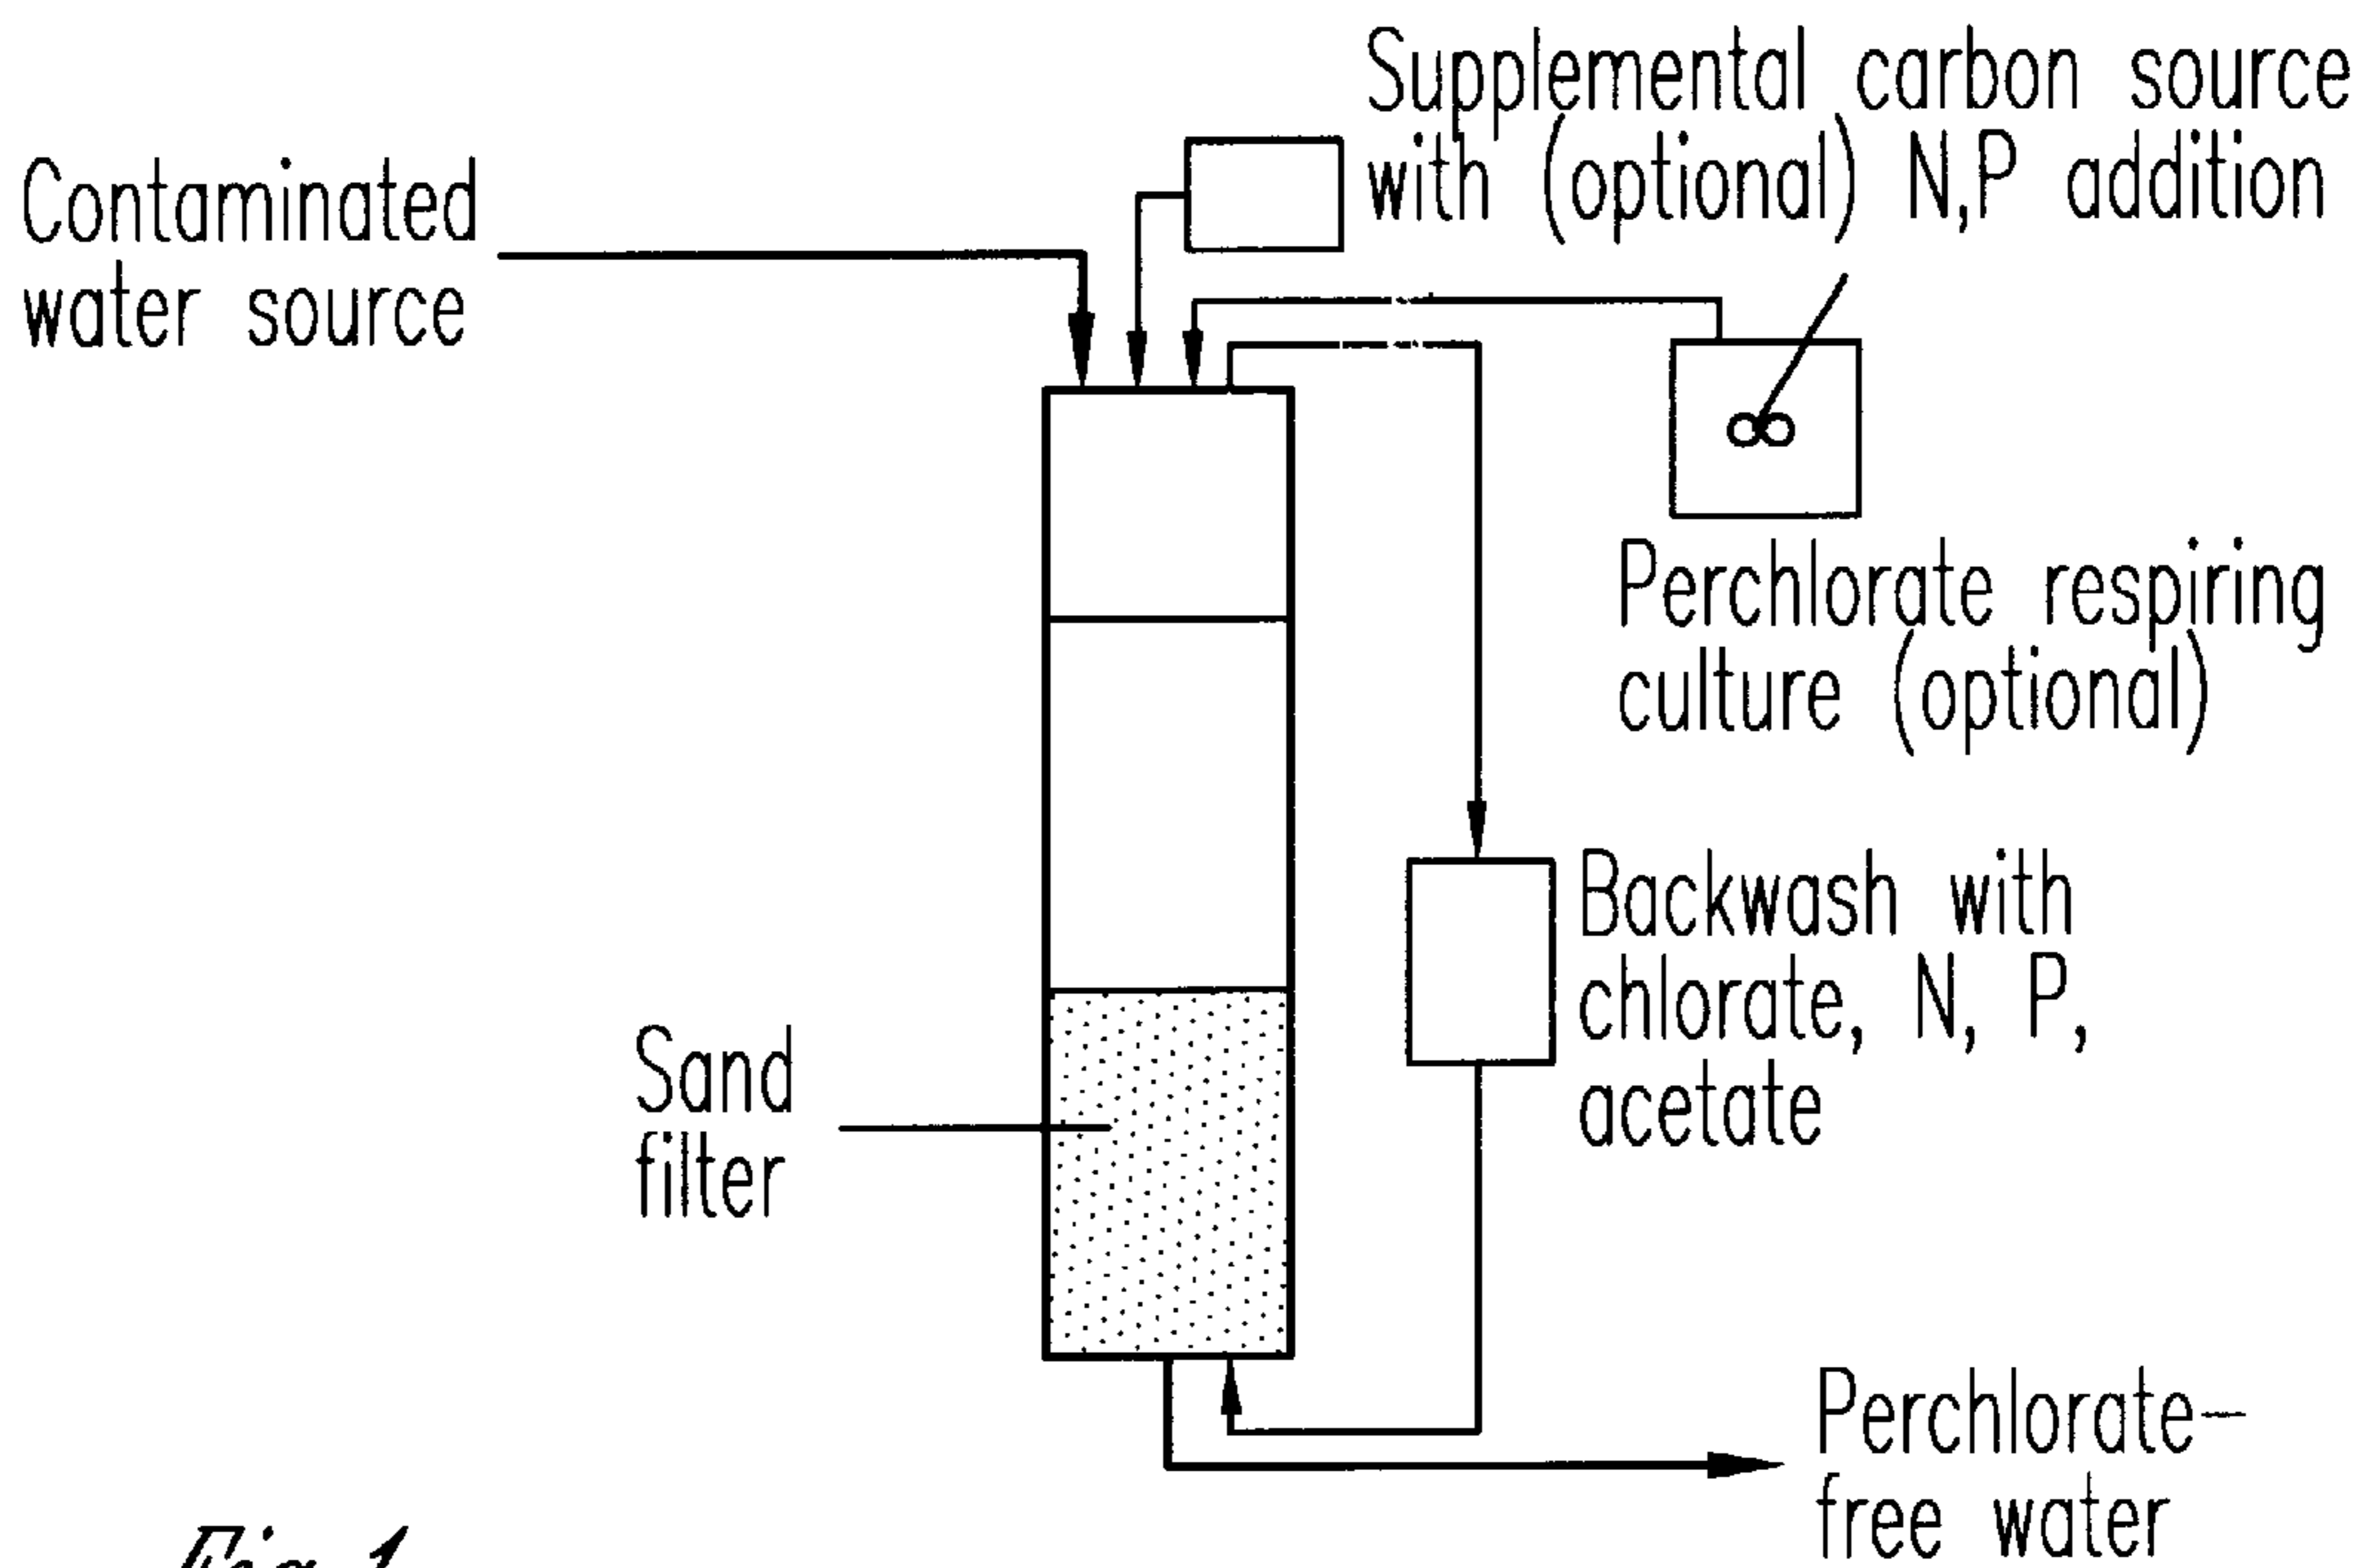 Supplemental carbon source
with (optional) N,P addition
Contaminated
water source
Perchlorate respiring
culture (optional)
Backwash with
chlorate, N, P,
acetate
Sand
filter
Perchlorate-
free water
Fig. 1